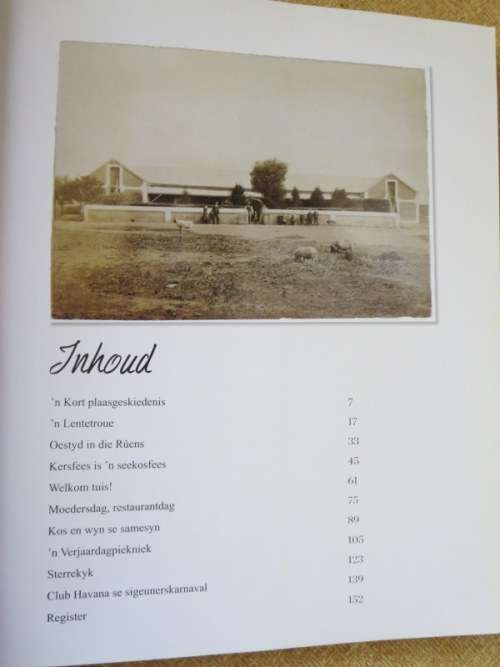 Inhoud
'n Kort plaasgeskiedenis 7
'n Lentetroue 17
Oestyd in die Rûens 33
Kersfees is 'n seekosfees 45
Welkom tuis! 61
Moedersdag, restaurantdag 75
Kos en wyn se samesyn 89
'n Verjaardagpiekniek 105
Sterrekyk 123
Club Havana se sigeunerskarnaval 139
Register 152